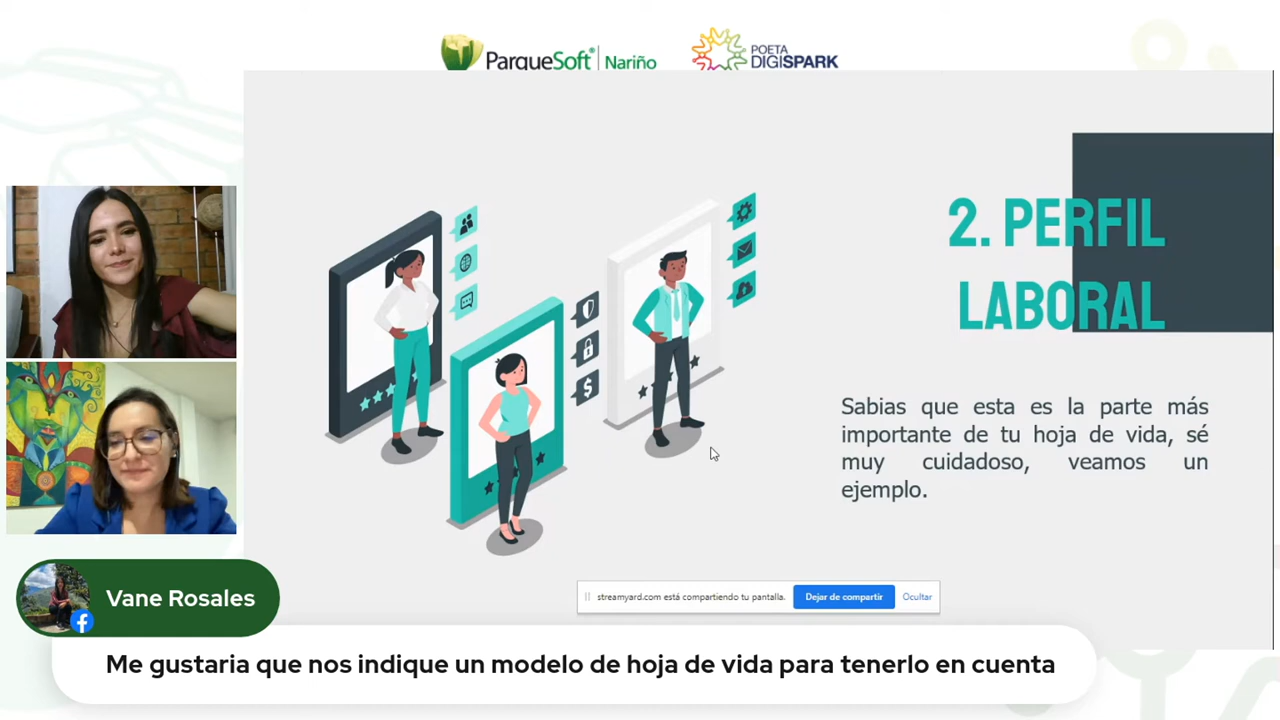 ParqueSoft | Nariño
POETA
DIGISPARK
2. PERFIL
LABORAL
Sabias que esta es la parte más
importante de tu hoja de vida, sé
muy cuidadoso, veamos un
ejemplo.
streamyard.com está compartiendo tu pantalla.
Dejar de compartir
Ocultar
Vane Rosales
Me gustaria que nos indique un modelo de hoja de vida para tenerlo en cuenta